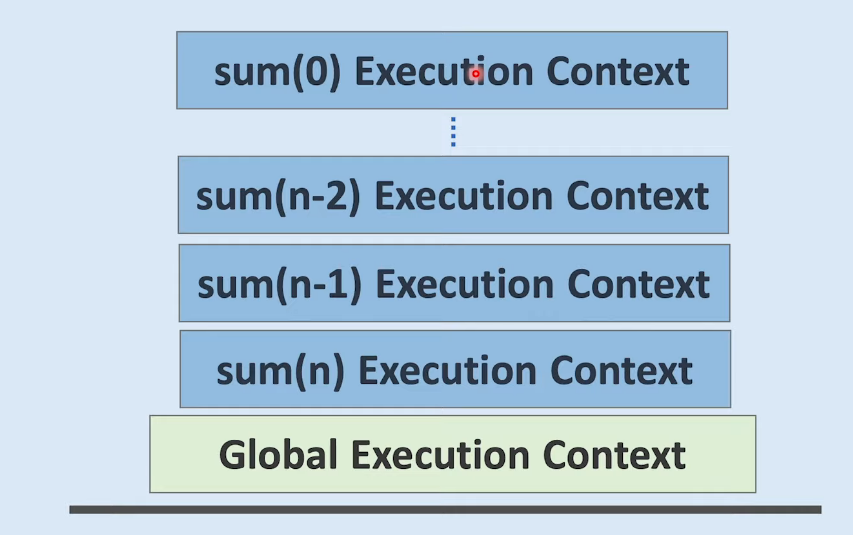 sum(0) Execution Context
sum(n-2) Execution Context
sum(n-1) Execution Context
sum(n) Execution Context
Global Execution Context